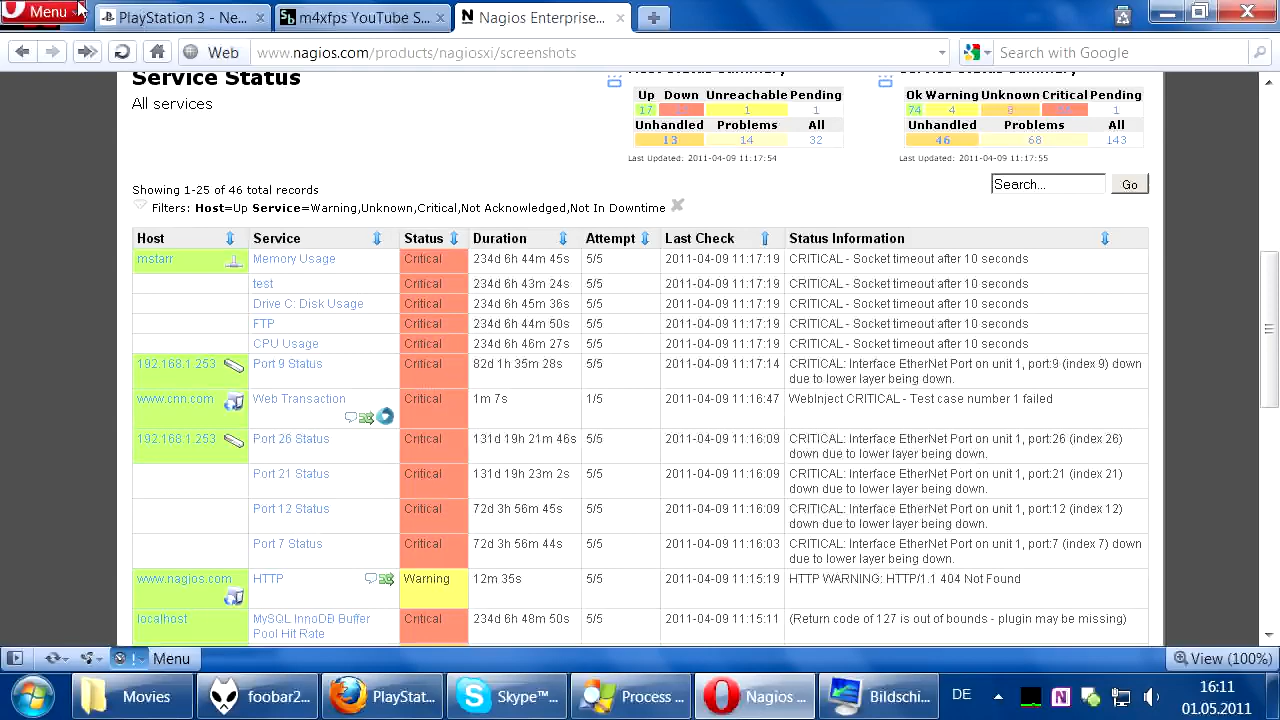 Menu
PlayStation 3 - Ne...
m4xfps YouTube S...
Nagios Enterprise...
Web
www.nagios.com/products/nagiosxi/screenshots
Search with Google
Service Status
All services
Up Down Unreachable Pending
17 1 1
Unhandled Problems All
13 14 32
Last Updated: 2011-04-09 11:17:54
Ok Warning Unknown Critical Pending
74 4 8 1
Unhandled Problems All
46 68 143
Last Updated: 2011-04-09 11:17:55
Showing 1-25 of 46 total records
Search... Go
Filters: Host=Up Service=Warning,Unknown,Critical,Not Acknowledged,Not In Downtime
Host Service Status Duration Attempt Last Check Status Information
mstarr Memory Usage Critical 234d 6h 44m 45s 5/5 2011-04-09 11:17:19 CRITICAL - Socket timeout after 10 seconds
test Critical 234d 6h 43m 24s 5/5 2011-04-09 11:17:19 CRITICAL - Socket timeout after 10 seconds
Drive C: Disk Usage Critical 234d 6h 45m 36s 5/5 2011-04-09 11:17:19 CRITICAL - Socket timeout after 10 seconds
FTP Critical 234d 6h 44m 50s 5/5 2011-04-09 11:17:19 CRITICAL - Socket timeout after 10 seconds
CPU Usage Critical 234d 6h 46m 27s 5/5 2011-04-09 11:17:19 CRITICAL - Socket timeout after 10 seconds
192.168.1.253 Port 9 Status Critical 82d 1h 35m 28s 5/5 2011-04-09 11:17:14 CRITICAL: Interface EtherNet Port on unit 1, port:9 (index 9) down
due to lower layer being down.
www.cnn.com Web Transaction Critical 1m 7s 1/5 2011-04-09 11:16:47 WebInject CRITICAL - Test case number 1 failed
192.168.1.253 Port 26 Status Critical 131d 19h 21m 46s 5/5 2011-04-09 11:16:09 CRITICAL: Interface EtherNet Port on unit 1, port:26 (index 26)
down due to lower layer being down.
Port 21 Status Critical 131d 19h 23m 2s 5/5 2011-04-09 11:16:09 CRITICAL: Interface EtherNet Port on unit 1, port:21 (index 21)
down due to lower layer being down.
Port 12 Status Critical 72d 3h 56m 45s 5/5 2011-04-09 11:16:09 CRITICAL: Interface EtherNet Port on unit 1, port:12 (index 12)
down due to lower layer being down.
Port 7 Status Critical 72d 3h 56m 44s 5/5 2011-04-09 11:16:03 CRITICAL: Interface EtherNet Port on unit 1, port:7 (index 7) down
due to lower layer being down.
www.nagios.com HTTP Warning 12m 35s 5/5 2011-04-09 11:15:19 HTTP WARNING: HTTP/1.1 404 Not Found
localhost MySQL InnoDB Buffer Critical 234d 6h 48m 50s 5/5 2011-04-09 11:15:11 (Return code of 127 is out of bounds - plugin may be missing)
Pool Hit Rate
Menu
View (100%)
Movies
foobar2...
PlayStat...
Skype™...
Process ...
Nagios ...
Bildschi...
DE
16:11
01.05.2011